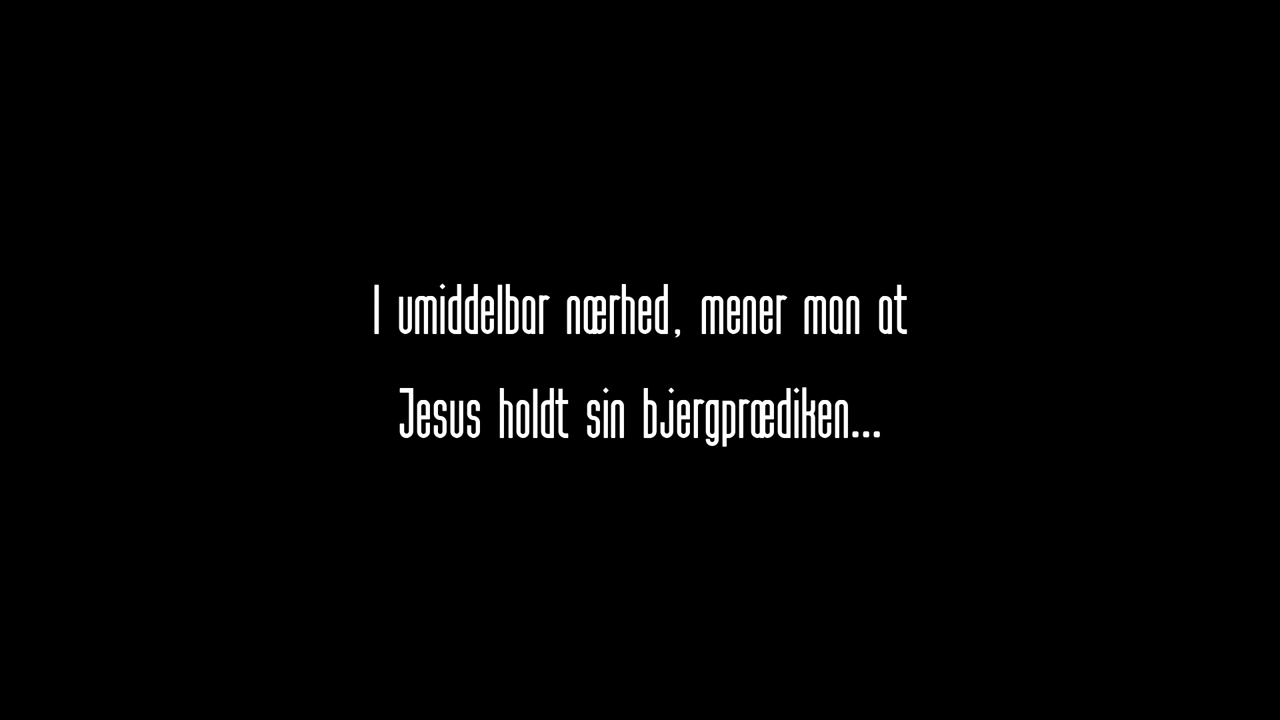 I umiddelbar nærhed, mener man at
Jesus holdt sin bjergprædiken...